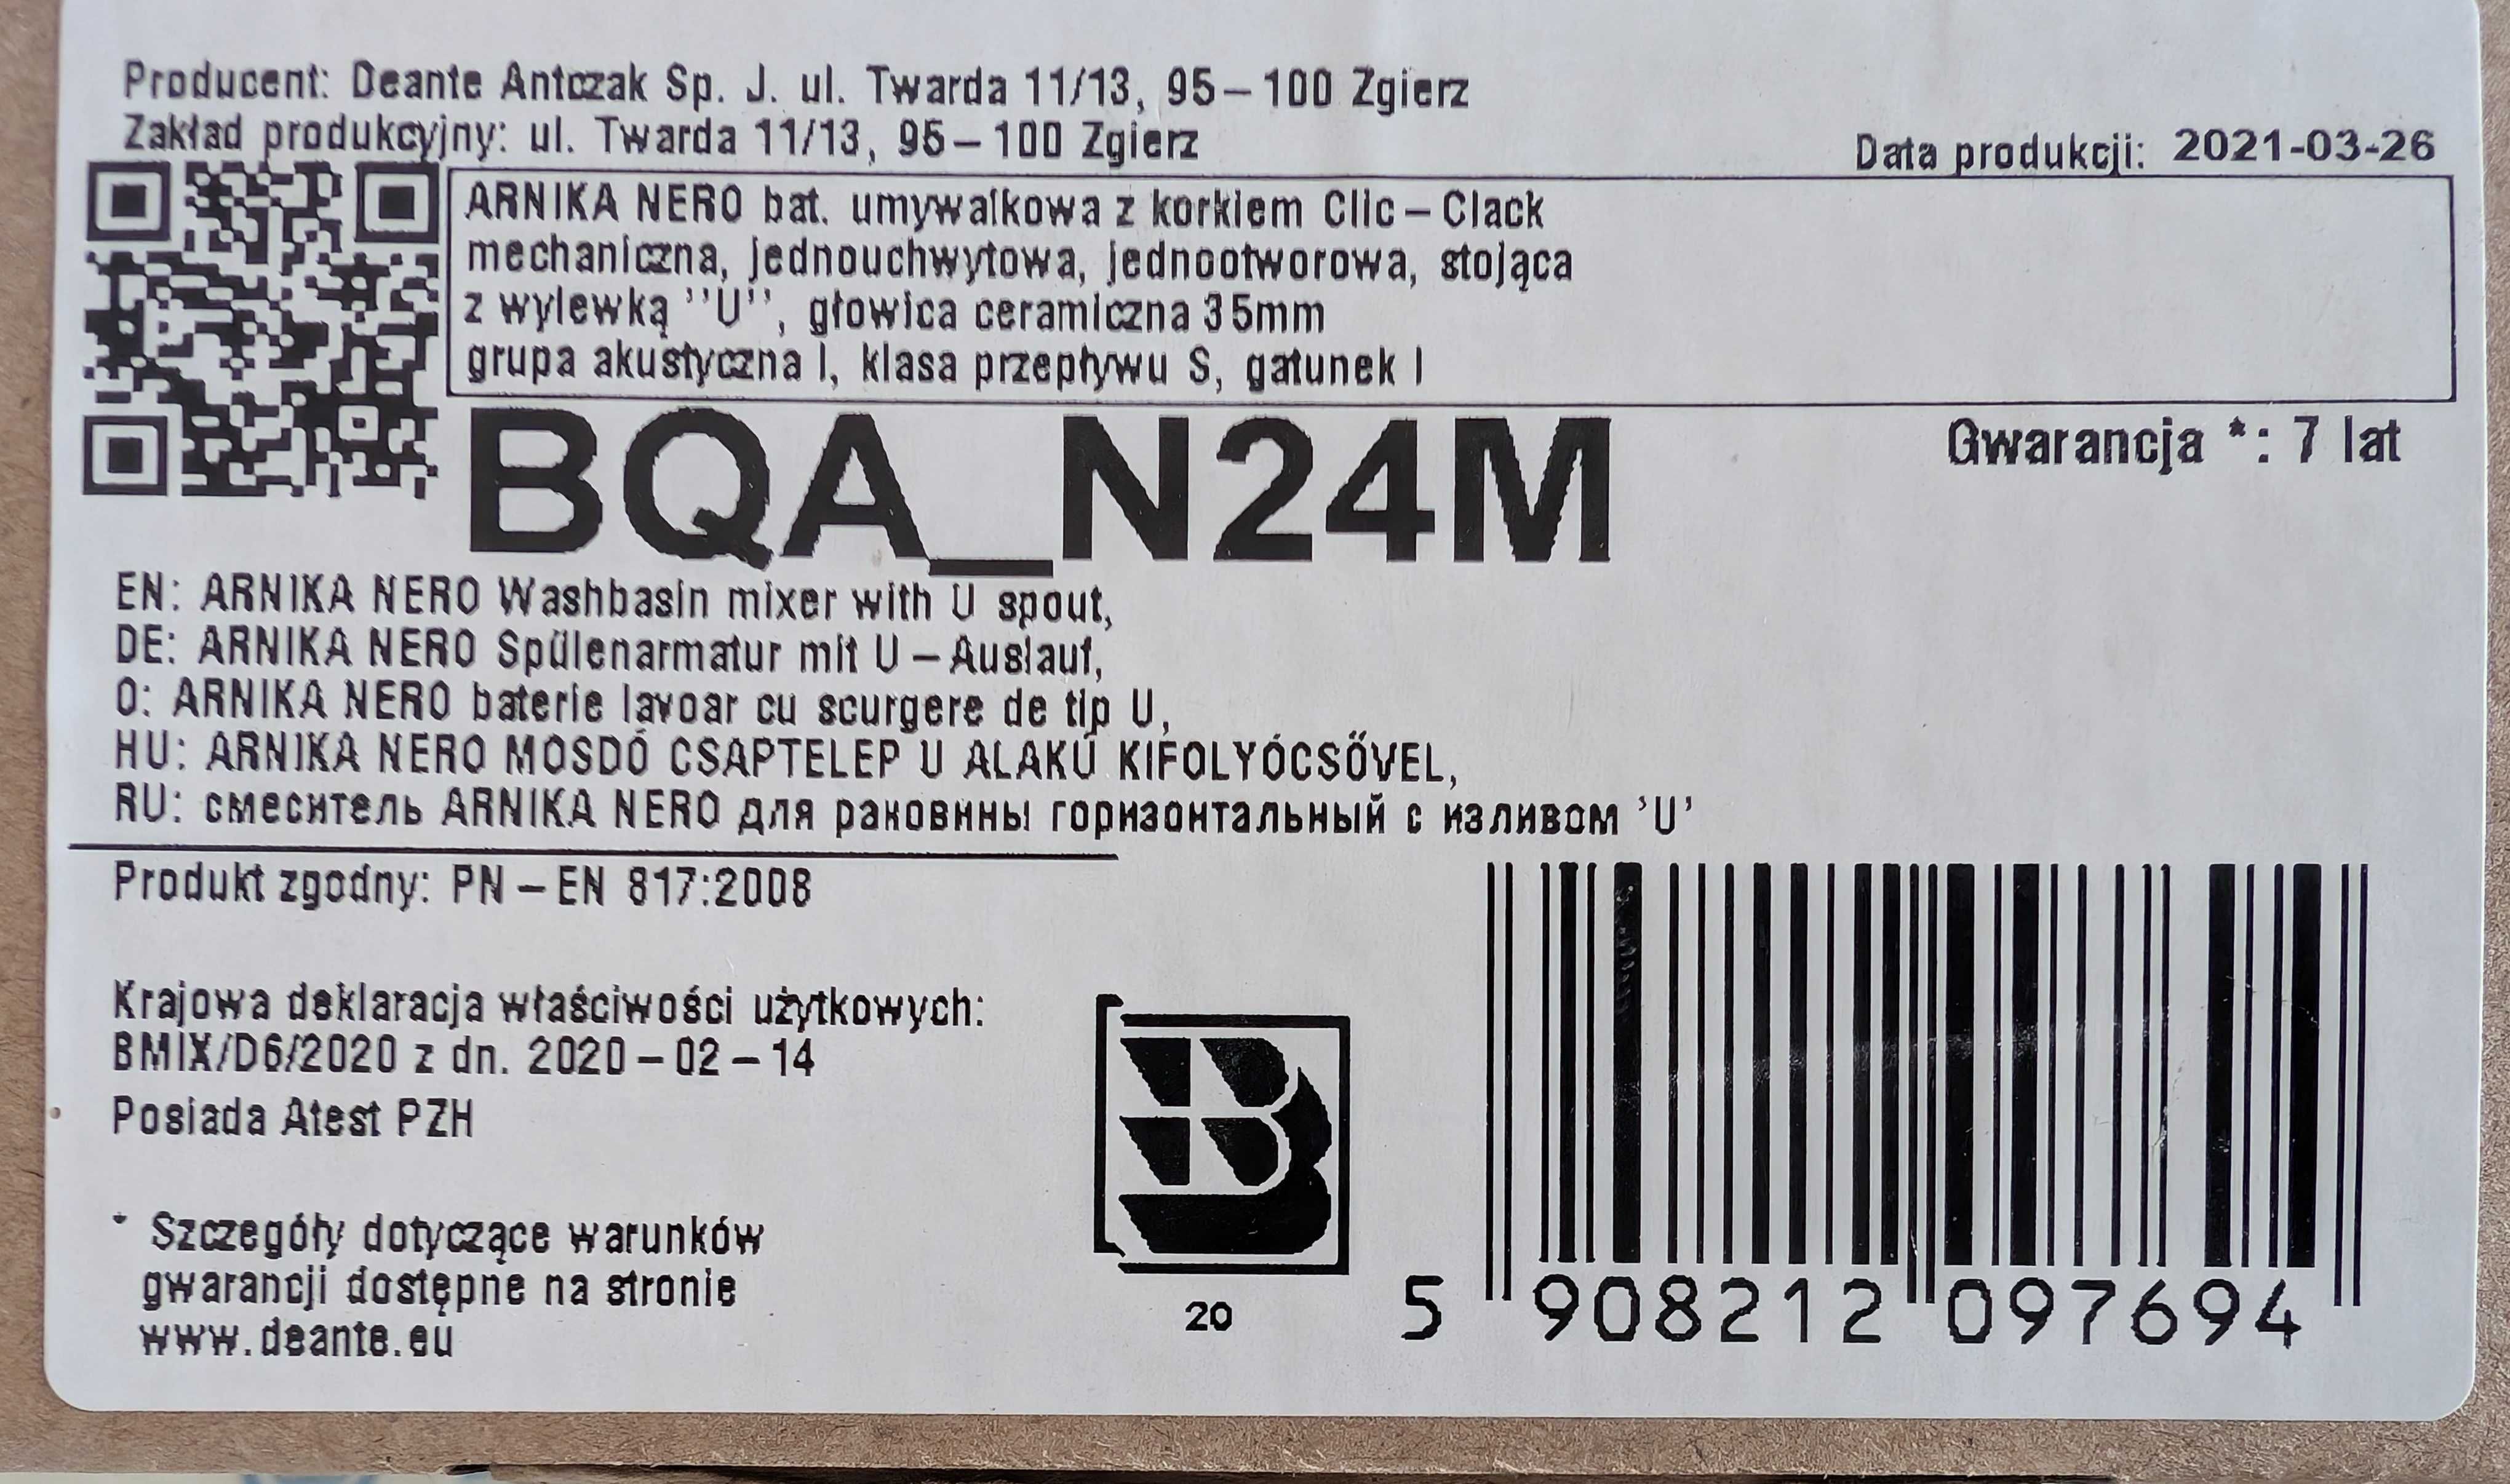 Producent: Deante Antczak Sp. J. ul. Twarda 11/13, 95-100 Zgierz
Zakład produkcyjny: ul. Twarda 11/13, 95-100 Zgierz
Data produkcji: 2021-03-26
ARNIKA NERO bat. umywalkowa z korkiem Clic-Clack
mechaniczna, jednouchwytowa, jednootworowa, stojąca
z wylewką ''U'', głowica ceramiczna 35mm
grupa akustyczna I, klasa przepływu S, gatunek I
BQA_N24M
Gwarancja *: 7 lat
EN: ARNIKA NERO Washbasin mixer with U spout,
DE: ARNIKA NERO Spülenarmatur mit U-Auslauf,
O: ARNIKA NERO baterie lavoar cu scurgere de tip U,
HU: ARNIKA NERO MOSDÓ CSAPTELEP U ALAKÚ KIFOLYÓCSŐVEL,
RU: смеситель ARNIKA NERO для раковины горизонтальный с изливом 'U'
Produkt zgodny: PN-EN 817:2008
Krajowa deklaracja właściwości użytkowych:
BMIX/D6/2020 z dn. 2020-02-14
Posiada Atest PZH
* Szczegóły dotyczące warunków
gwarancji dostępne na stronie
www.deante.eu
B
20
5 908212 097694